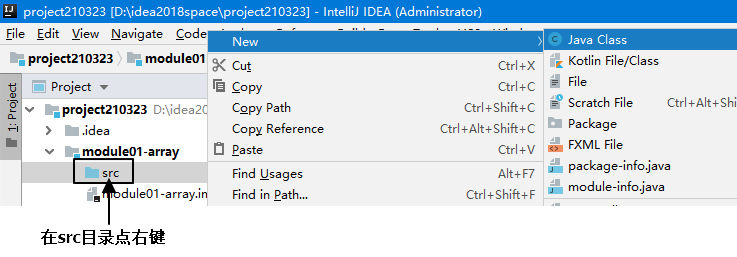 project210323 [D:\idea2018space\project210323] - IntelliJ IDEA (Administrator)
File Edit View
project210323 module01
New
Java Class
Cut Ctrl+X
Kotlin File/Class
Copy Ctrl+C
File
Copy Path Ctrl+Shift+C
Scratch File Ctrl+Alt+Shi
Copy Reference Ctrl+Alt+Shift+C
Package
Paste Ctrl+V
FXML File
Find Usages Alt+F7
package-info.java
Find in Path... Ctrl+Shift+F
module-info.java
1: Project
Project
project210323 D:\idea20
.idea
module01-array
src
module01-array.im
在src目录点右键